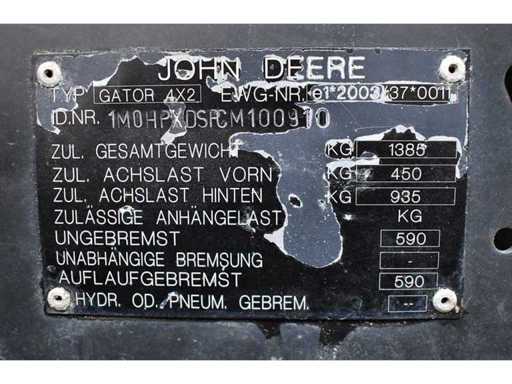 JOHN DEERE
TYP GATOR 4X2 EWG-NR. 01*2003/37*0011
ID.NR. 1M0HPXDSPCM100910
ZUL. GESAMTGEWICHT KG 1385
ZUL. ACHSLAST VORN KG 450
ZUL. ACHSLAST HINTEN KG 935
ZULÄSSIGE ANHÄNGELAST KG
UNGEBREMST 590
UNABHÄNGIGE BREMSUNG -
AUFLAUFGEBREMST 590
HYDR. OD. PNEUM. GEBREM. --